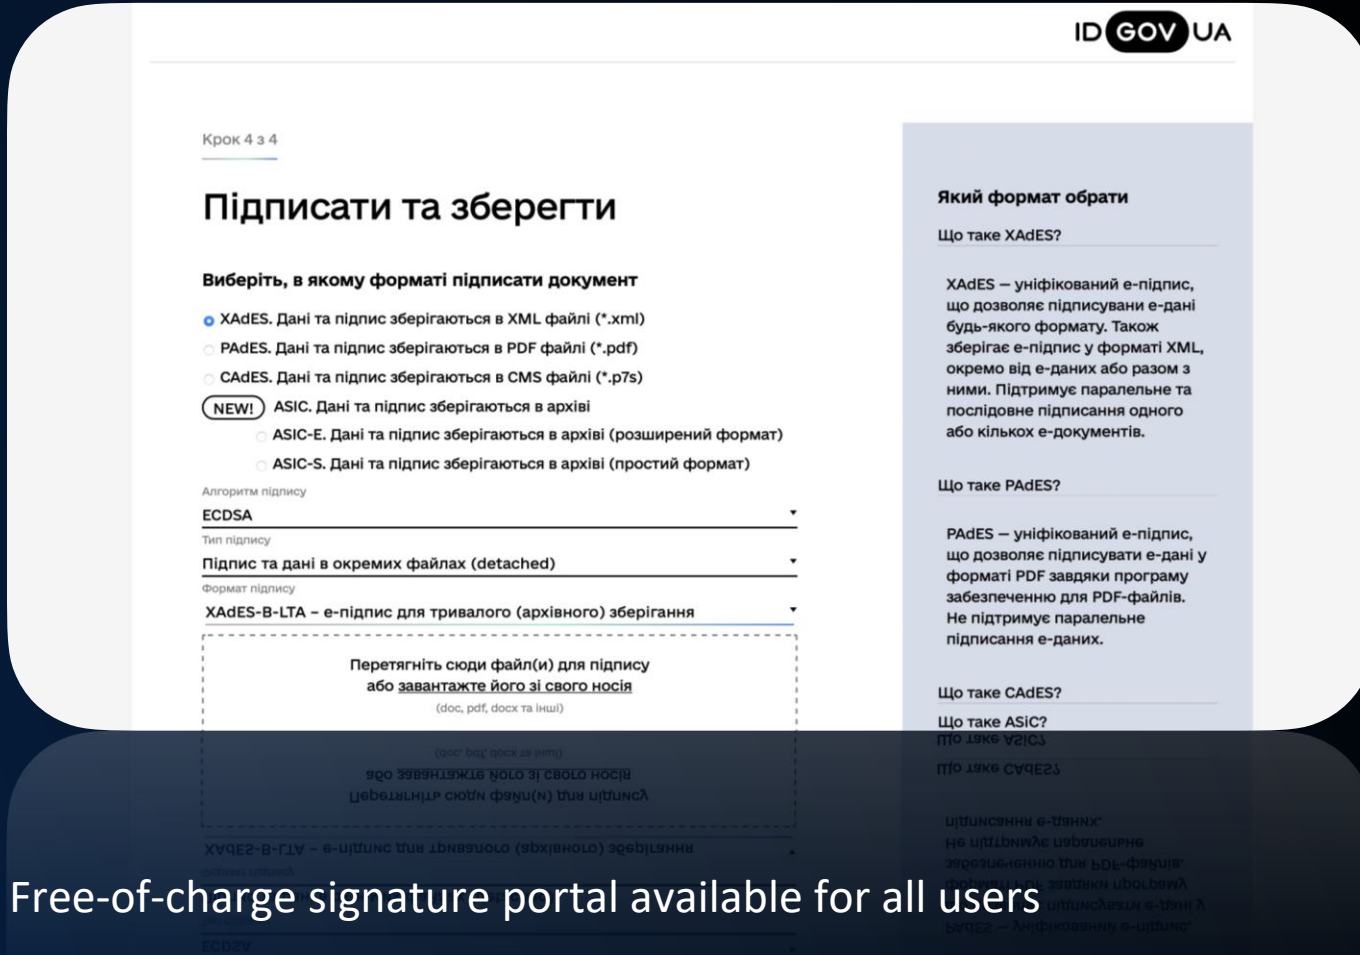 ID GOV UA
Крок 4 з 4
Підписати та зберегти
Виберіть, в якому форматі підписати документ
XAdES. Дані та підпис зберігаються в XML файлі (*.xml)
PAdES. Дані та підпис зберігаються в PDF файлі (*.pdf)
CAdES. Дані та підпис зберігаються в CMS файлі (*.p7s)
NEW! ASIC. Дані та підпис зберігаються в архіві
ASIC-E. Дані та підпис зберігаються в архіві (розширений формат)
ASIC-S. Дані та підпис зберігаються в архіві (простий формат)
Алгоритм підпису
ECDSA
Тип підпису
Підпис та дані в окремих файлах (detached)
Формат підпису
XAdES-B-LTA – е-підпис для тривалого (архівного) зберігання
Перетягніть сюди файл(и) для підпису
або завантажте його зі свого носія
(doc, pdf, docx та інші)
Який формат обрати
Що таке XAdES?
XAdES — уніфікований е-підпис,
що дозволяє підписувани е-дані
будь-якого формату. Також
зберігає е-підпис у форматі XML,
окремо від е-даних або разом з
ними. Підтримує паралельне та
послідовне підписання одного
або кількох е-документів.
Що таке PAdES?
PAdES — уніфікований е-підпис,
що дозволяє підписувати е-дані у
форматі PDF завдяки програму
забезпеченню для PDF-файлів.
Не підтримує паралельне
підписання е-даних.
Що таке CAdES?
Що таке ASiC?
Free-of-charge signature portal available for all users